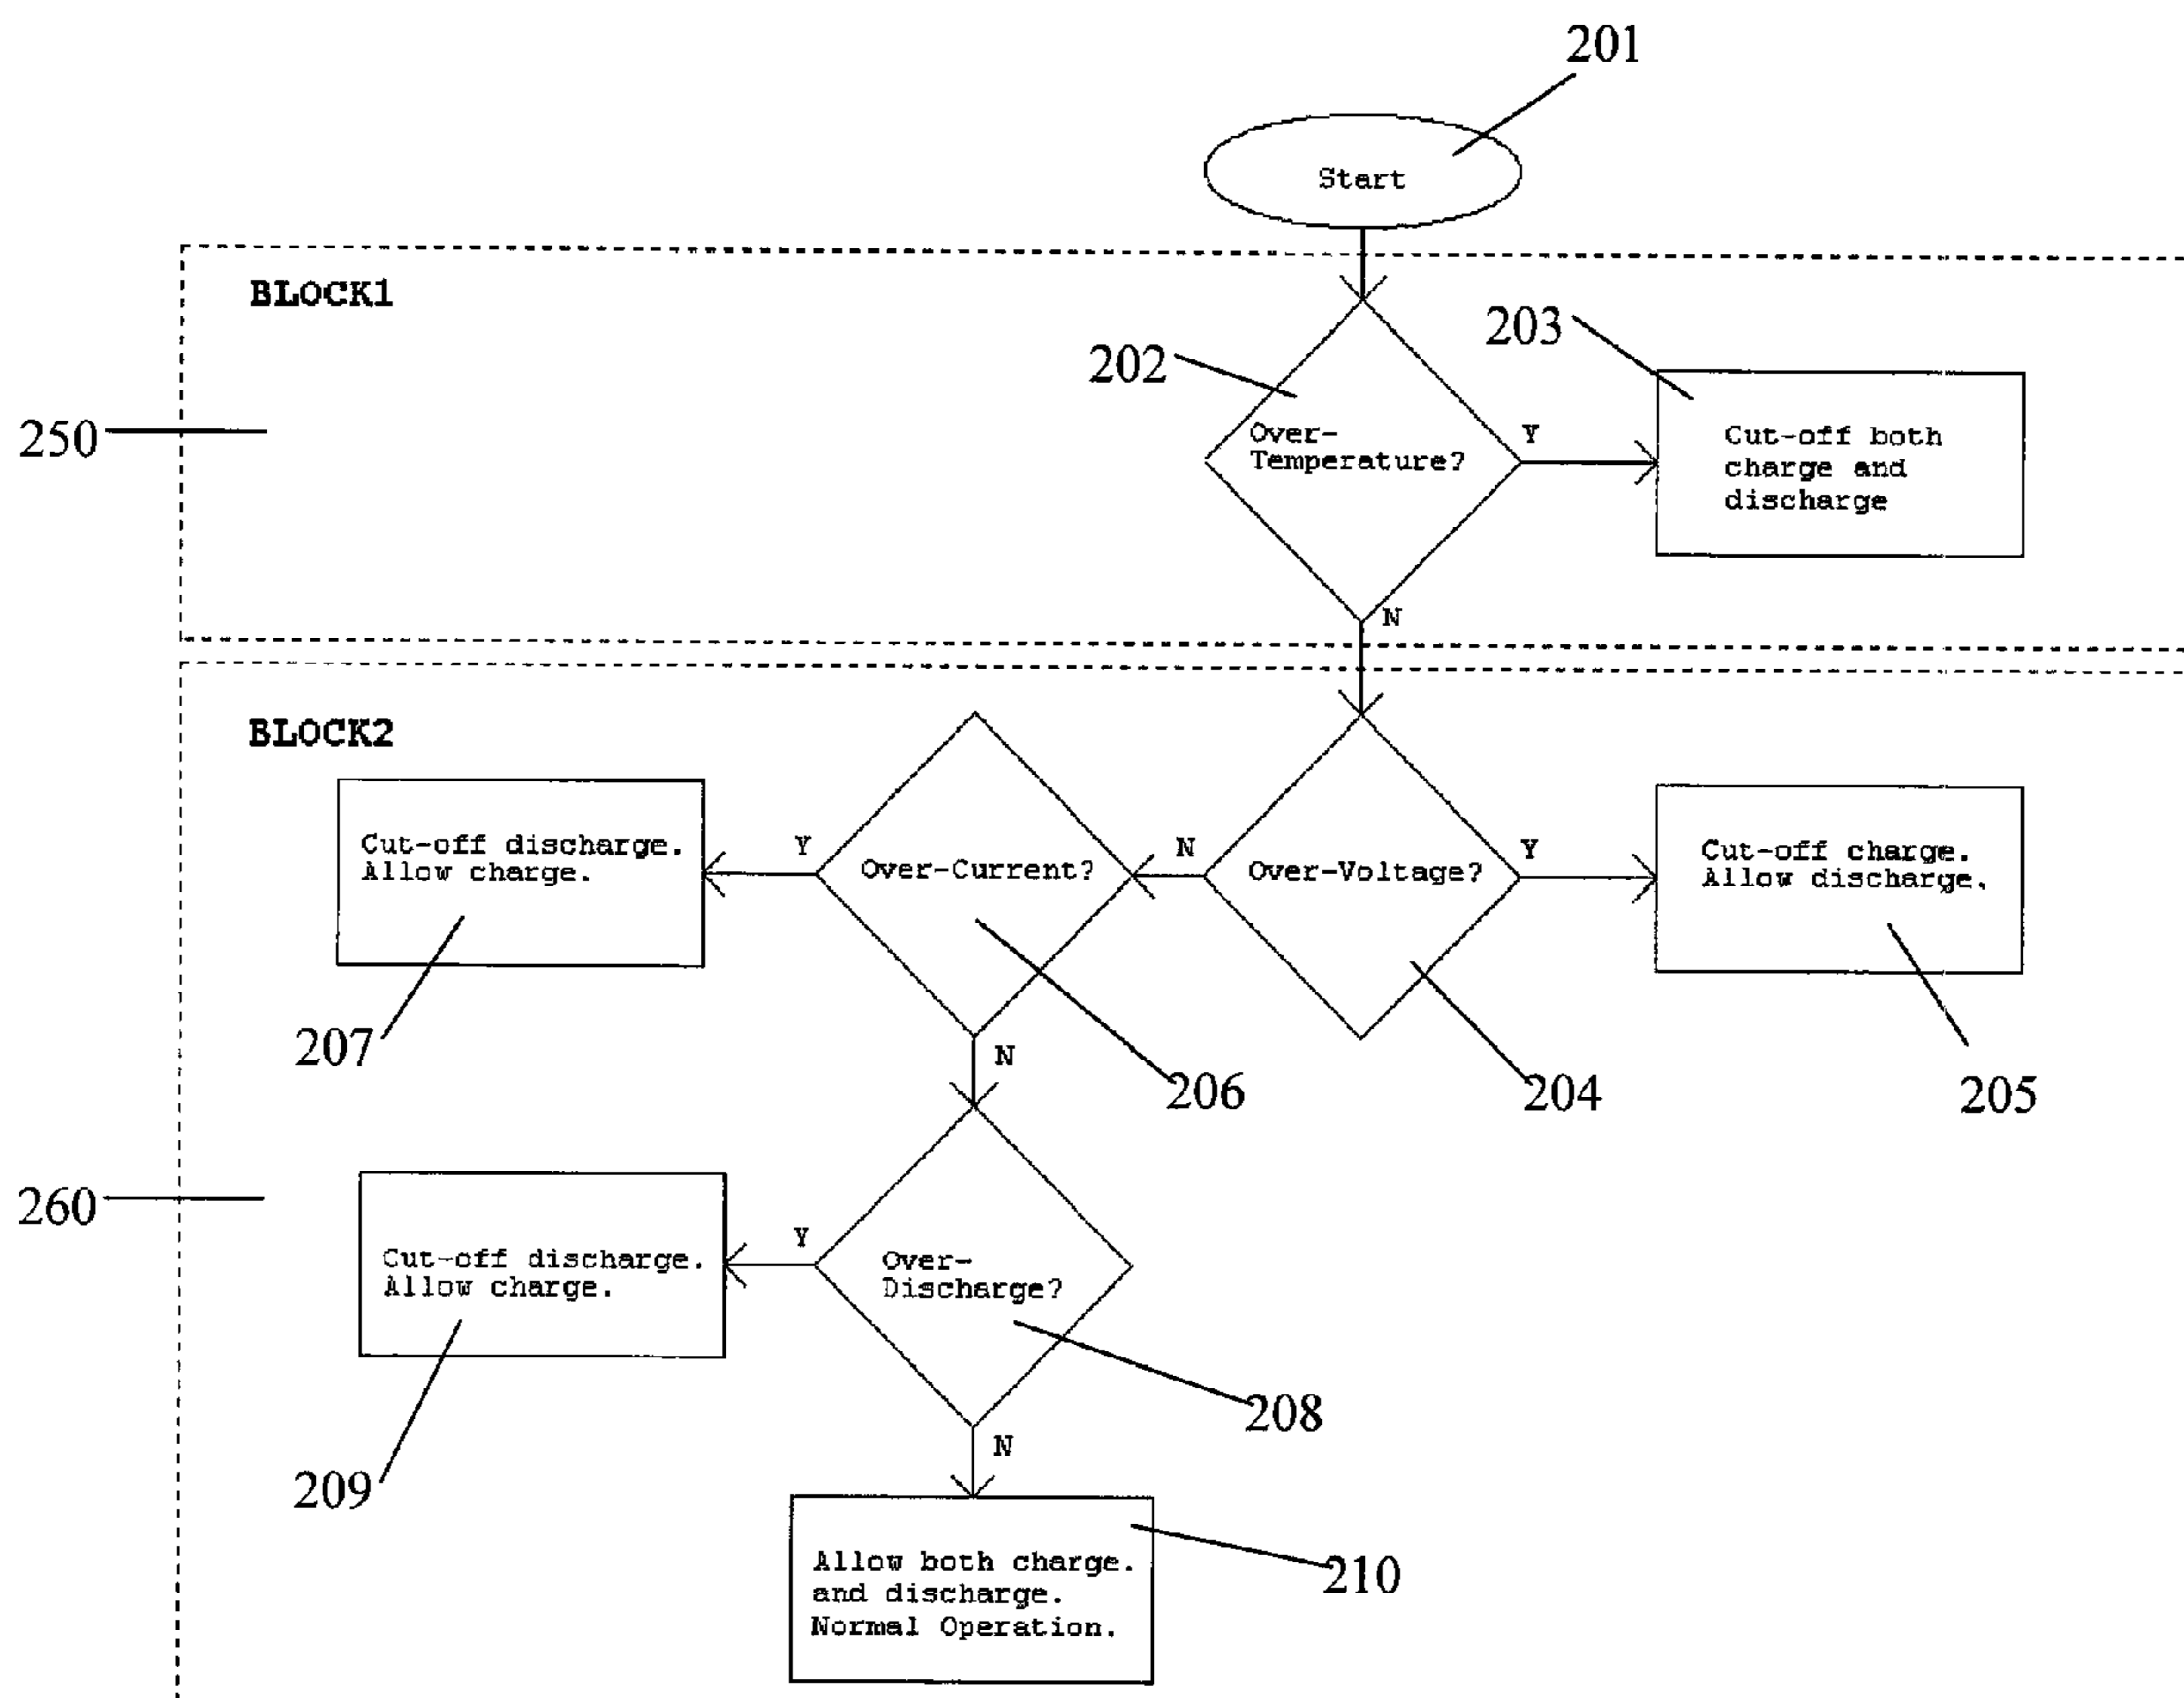 201
Start
BLOCK1
203
202
250
Over-
Temperature?
Y
Cut-off both
charge and
discharge
N
BLOCK2
Cut-off discharge.
Allow charge.
Y
Over-Current?
N
Over-Voltage?
Y
Cut-off charge.
Allow discharge.
207
N
206
204
205
260
Cut-off discharge.
Allow charge.
Y
Over-
Discharge?
208
209
N
Allow both charge.
and discharge.
Normal Operation.
210